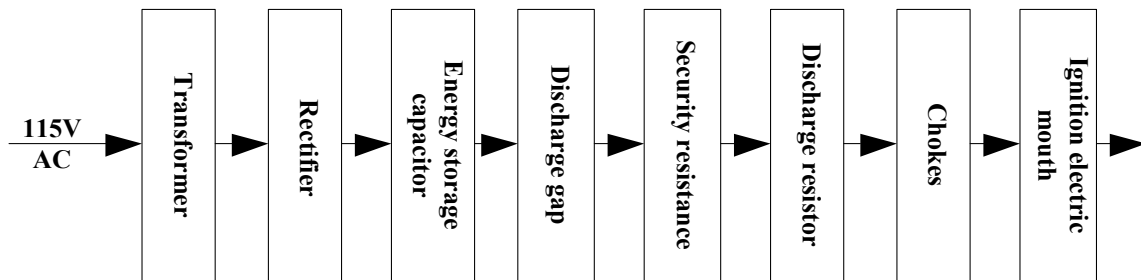 115V
AC
Transformer
Rectifier
Energy storage
capacitor
Discharge gap
Security resistance
Discharge resistor
Chokes
Ignition electric
mouth